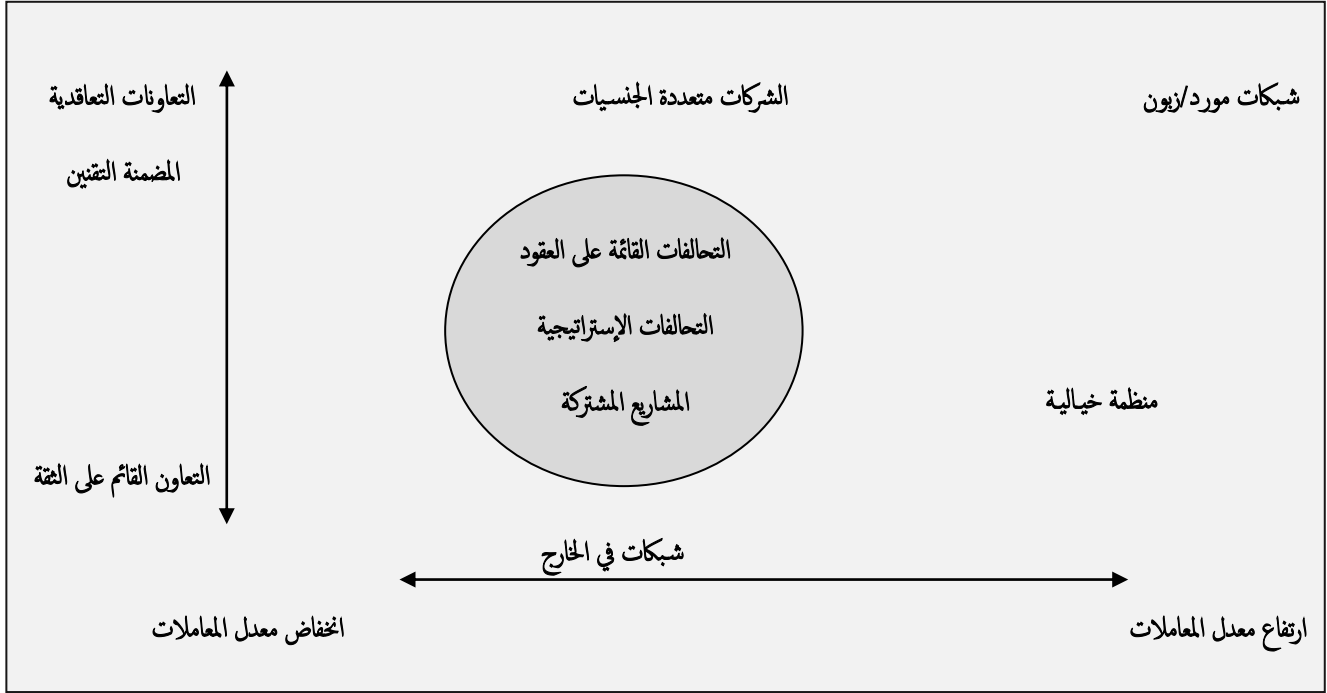 شبكات مورد/زبون
الشركات متعددة الجنسيات
التعاونات التعاقدية
المضمنة التقنين
التحالفات القائمة على العقود
التحالفات الإستراتيجية
المشاريع المشتركة
منظمة خيالية
التعاون القائم على الثقة
شبكات في الخارج
ارتفاع معدل المعاملات
انخفاض معدل المعاملات